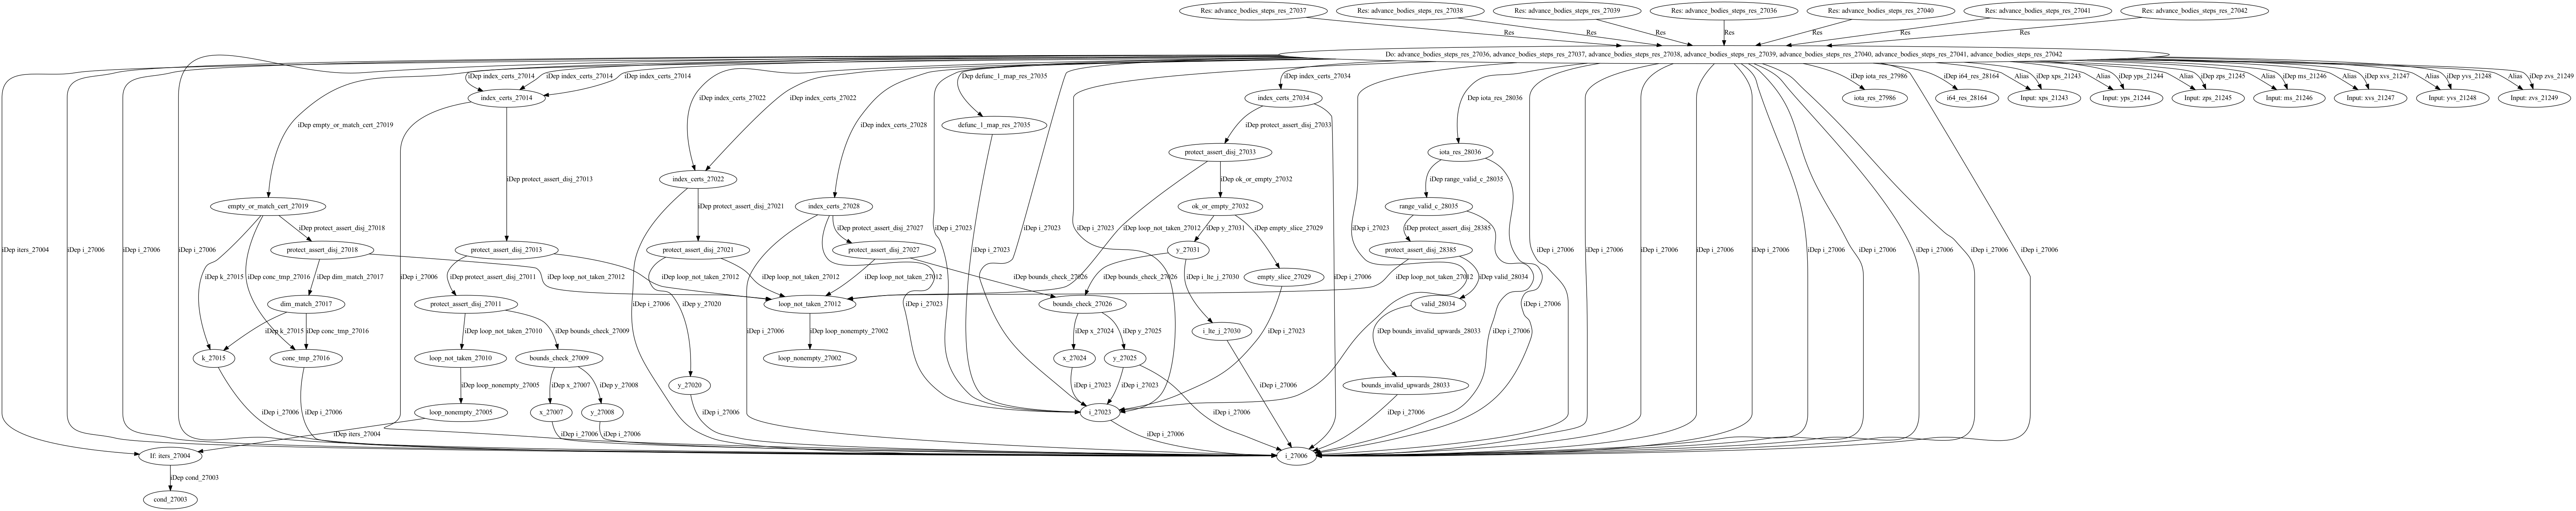 Res: advance_bodies_steps_res_27037
Res: advance_bodies_steps_res_27038
Res: advance_bodies_steps_res_27039
Res: advance_bodies_steps_res_27036
Res: advance_bodies_steps_res_27040
Res: advance_bodies_steps_res_27041
Res: advance_bodies_steps_res_27042
Res
Res
Res
Res
Res
Res
Res
Do: advance_bodies_steps_res_27036, advance_bodies_steps_res_27037, advance_bodies_steps_res_27038, advance_bodies_steps_res_27039, advance_bodies_steps_res_27040, advance_bodies_steps_res_27041, advance_bodies_steps_res_27042
iDep index_certs_27014
iDep index_certs_27014
iDep index_certs_27014
Dep defunc_1_map_res_27035
iDep index_certs_27034
iDep iota_res_27986
iDep i64_res_28164
Alias
iDep xps_21243
Alias
iDep yps_21244
Alias
iDep zps_21245
Alias
iDep ms_21246
Alias
iDep xvs_21247
Alias
iDep yvs_21248
Alias
iDep zvs_21249
index_certs_27014
iDep index_certs_27022
iDep index_certs_27022
index_certs_27034
Dep iota_res_28036
iota_res_27986
i64_res_28164
Input: xps_21243
Input: yps_21244
Input: zps_21245
Input: ms_21246
Input: xvs_21247
Input: yvs_21248
Input: zvs_21249
iDep empty_or_match_cert_27019
iDep index_certs_27028
defunc_1_map_res_27035
iDep protect_assert_disj_27033
protect_assert_disj_27033
iota_res_28036
iDep protect_assert_disj_27013
index_certs_27022
iDep ok_or_empty_27032
iDep range_valid_c_28035
empty_or_match_cert_27019
iDep protect_assert_disj_27021
index_certs_27028
ok_or_empty_27032
range_valid_c_28035
iDep protect_assert_disj_27018
iDep protect_assert_disj_27027
iDep i_27023
iDep i_27023
iDep i_27023
iDep loop_not_taken_27012
iDep y_27031
iDep empty_slice_27029
iDep i_27023
iDep protect_assert_disj_28385
iDep iters_27004
iDep i_27006
iDep i_27006
iDep i_27006
protect_assert_disj_27018
protect_assert_disj_27013
protect_assert_disj_27021
protect_assert_disj_27027
iDep i_27023
y_27031
protect_assert_disj_28385
iDep i_27006
iDep i_27006
iDep i_27006
iDep i_27006
iDep i_27006
iDep i_27006
iDep i_27006
iDep i_27006
iDep i_27006
iDep k_27015
iDep conc_tmp_27016
iDep dim_match_27017
iDep loop_not_taken_27012
iDep i_27006
iDep protect_assert_disj_27011
iDep loop_not_taken_27012
iDep loop_not_taken_27012
iDep loop_not_taken_27012
iDep loop_not_taken_27012
iDep bounds_check_27026
iDep bounds_check_27026
iDep i_lte_j_27030
empty_slice_27029
iDep i_27006
iDep loop_not_taken_27012
iDep valid_28034
dim_match_27017
protect_assert_disj_27011
iDep i_27006
iDep y_27020
loop_not_taken_27012
iDep i_27023
bounds_check_27026
valid_28034
iDep i_27006
iDep k_27015
iDep conc_tmp_27016
iDep loop_not_taken_27010
iDep bounds_check_27009
iDep i_27006
iDep loop_nonempty_27002
iDep x_27024
iDep y_27025
i_lte_j_27030
iDep i_27023
iDep bounds_invalid_upwards_28033
iDep i_27006
k_27015
conc_tmp_27016
loop_not_taken_27010
bounds_check_27009
loop_nonempty_27002
x_27024
y_27025
iDep loop_nonempty_27005
iDep x_27007
iDep y_27008
y_27020
iDep i_27023
iDep i_27023
iDep i_27006
bounds_invalid_upwards_28033
iDep i_27006
iDep i_27006
loop_nonempty_27005
x_27007
y_27008
iDep i_27006
i_27023
iDep i_27006
iDep i_27006
iDep iters_27004
iDep i_27006
iDep i_27006
iDep i_27006
If: iters_27004
i_27006
iDep cond_27003
cond_27003